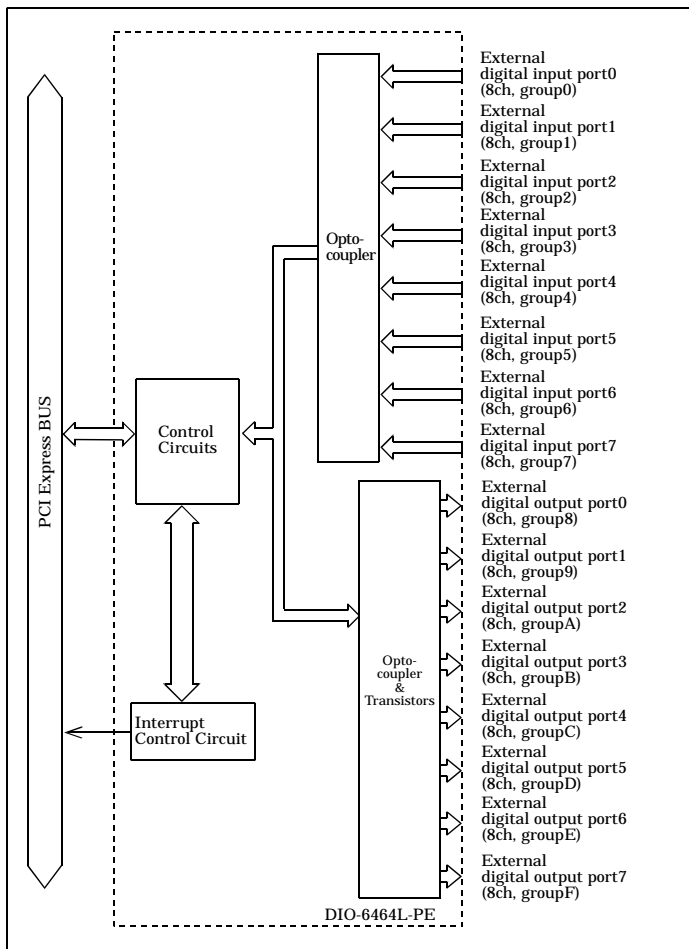 External
digital input port0
(8ch, group0)
External
digital input port1
(8ch, group1)
External
digital input port2
(8ch, group2)
External
digital input port3
(8ch, group3)
External
digital input port4
(8ch, group4)
External
digital input port5
(8ch, group5)
External
digital input port6
(8ch, group6)
External
digital input port7
(8ch, group7)
Opto-
coupler
PCI Express BUS
Control
Circuits
External
digital output port0
(8ch, group8)
External
digital output port1
(8ch, group9)
External
digital output port2
(8ch, groupA)
External
digital output port3
(8ch, groupB)
External
digital output port4
(8ch, groupC)
External
digital output port5
(8ch, groupD)
External
digital output port6
(8ch, groupE)
External
digital output port7
(8ch, groupF)
Opto-
coupler
&
Transistors
Interrupt
Control Circuit
DIO-6464L-PE